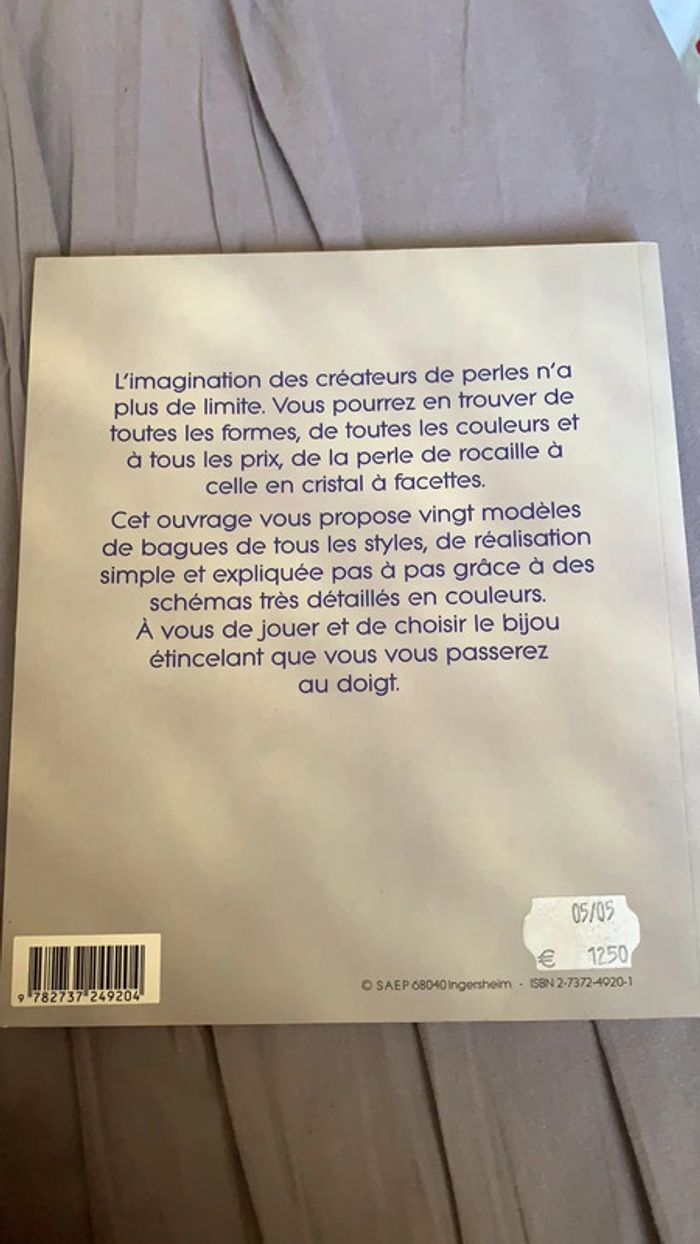 L'imagination des créateurs de perles n'a
plus de limite. Vous pourrez en trouver de
toutes les formes, de toutes les couleurs et
à tous les prix, de la perle de rocaille à
celle en cristal à facettes.
Cet ouvrage vous propose vingt modèles
de bagues de tous les styles, de réalisation
simple et expliquée pas à pas grâce à des
schémas très détaillés en couleurs.
À vous de jouer et de choisir le bijou
étincelant que vous vous passerez
au doigt.
05/05
€ 1250
9 782737 249204
© SAEP 68040 Ingersheim - ISBN 2-7372-4920-1